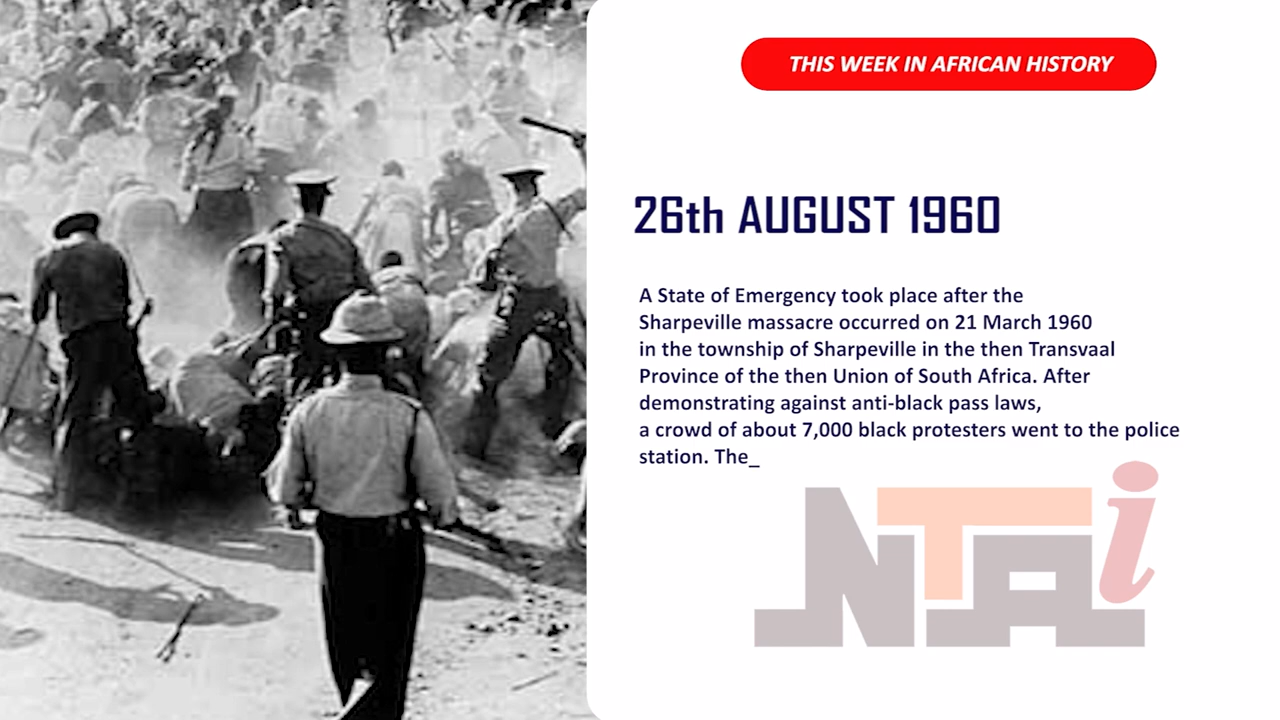 THIS WEEK IN AFRICAN HISTORY
26th AUGUST 1960
A State of Emergency took place after the
Sharpeville massacre occurred on 21 March 1960
in the township of Sharpeville in the then Transvaal
Province of the then Union of South Africa. After
demonstrating against anti-black pass laws,
a crowd of about 7,000 black protesters went to the police
station. The_
NTAi